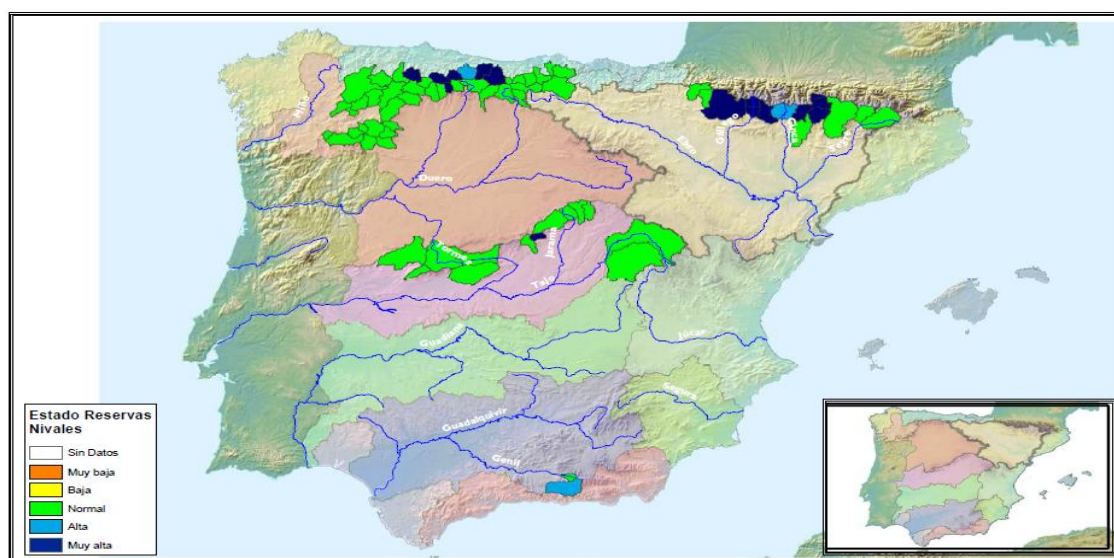 Miño
Duero
Ebro
Segre
Tormes
Jarama
Tajo
Guadiana
Júcar
Segura
Guadalquivir
Genil
Estado Reservas
Nivales
Sin Datos
Muy baja
Baja
Normal
Alta
Muy alta